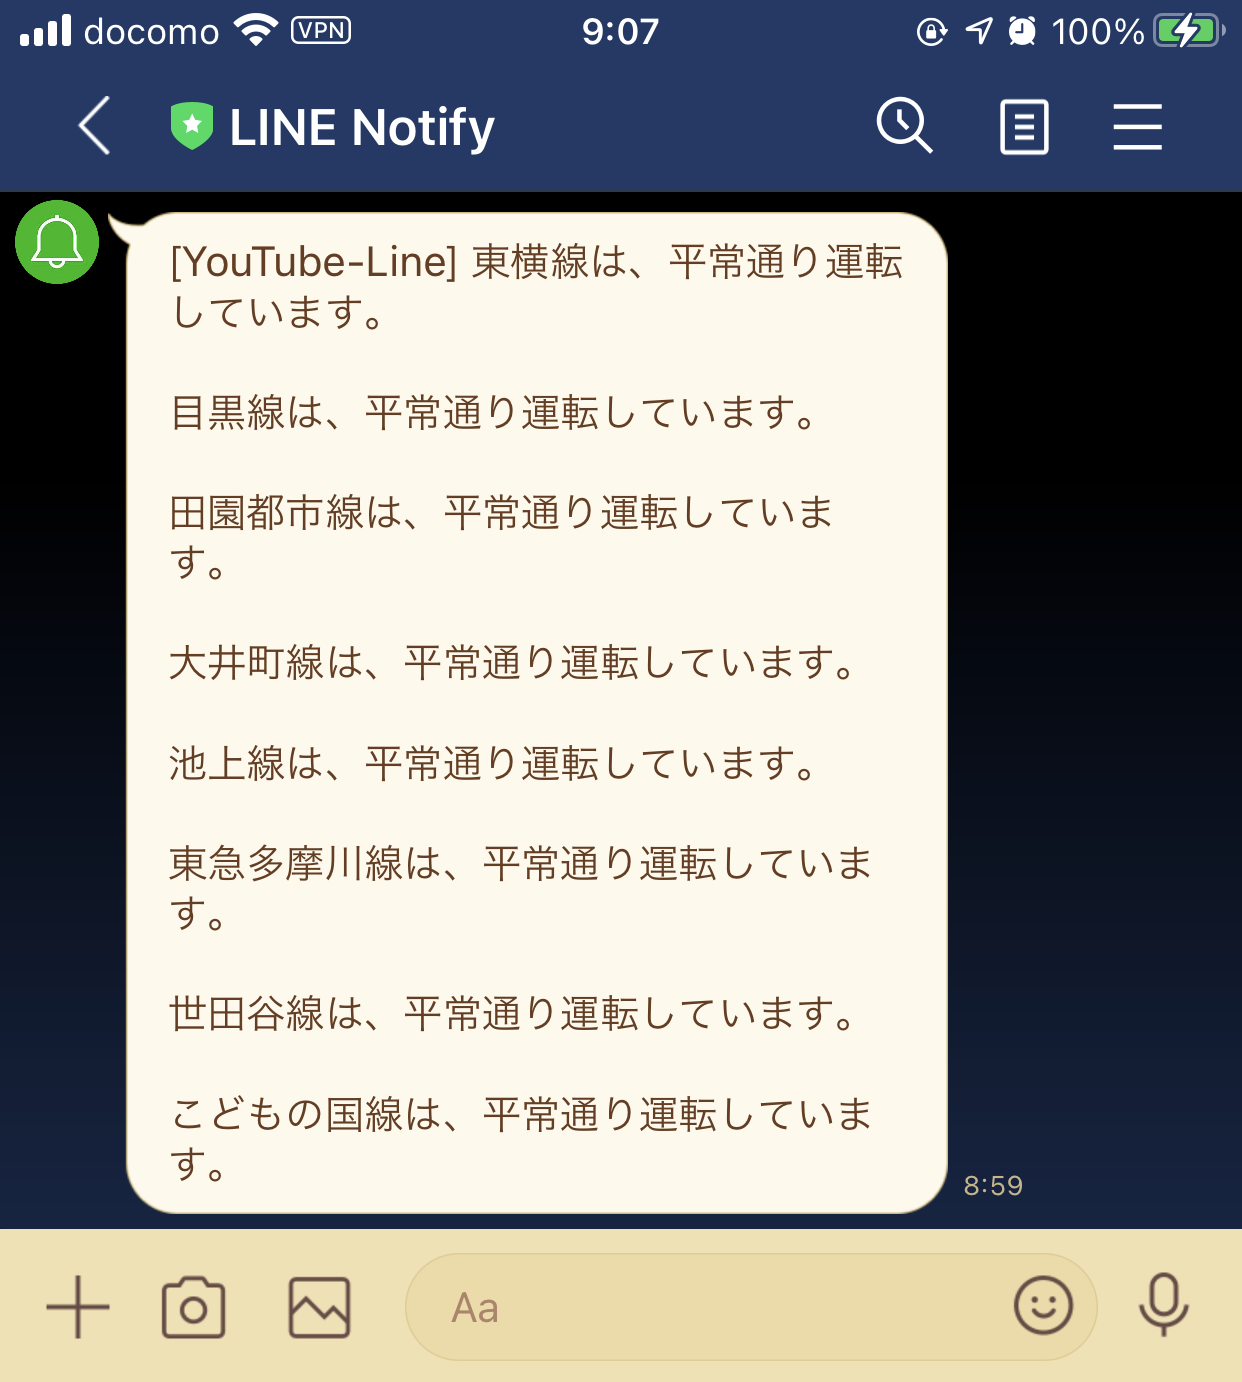 docomo VPN 9:07 100%
LINE Notify
[YouTube-Line] 東横線は、平常通り運転
しています。
目黒線は、平常通り運転しています。
田園都市線は、平常通り運転していま
す。
大井町線は、平常通り運転しています。
池上線は、平常通り運転しています。
東急多摩川線は、平常通り運転していま
す。
世田谷線は、平常通り運転しています。
こどもの国線は、平常通り運転していま
す。
8:59
Aa